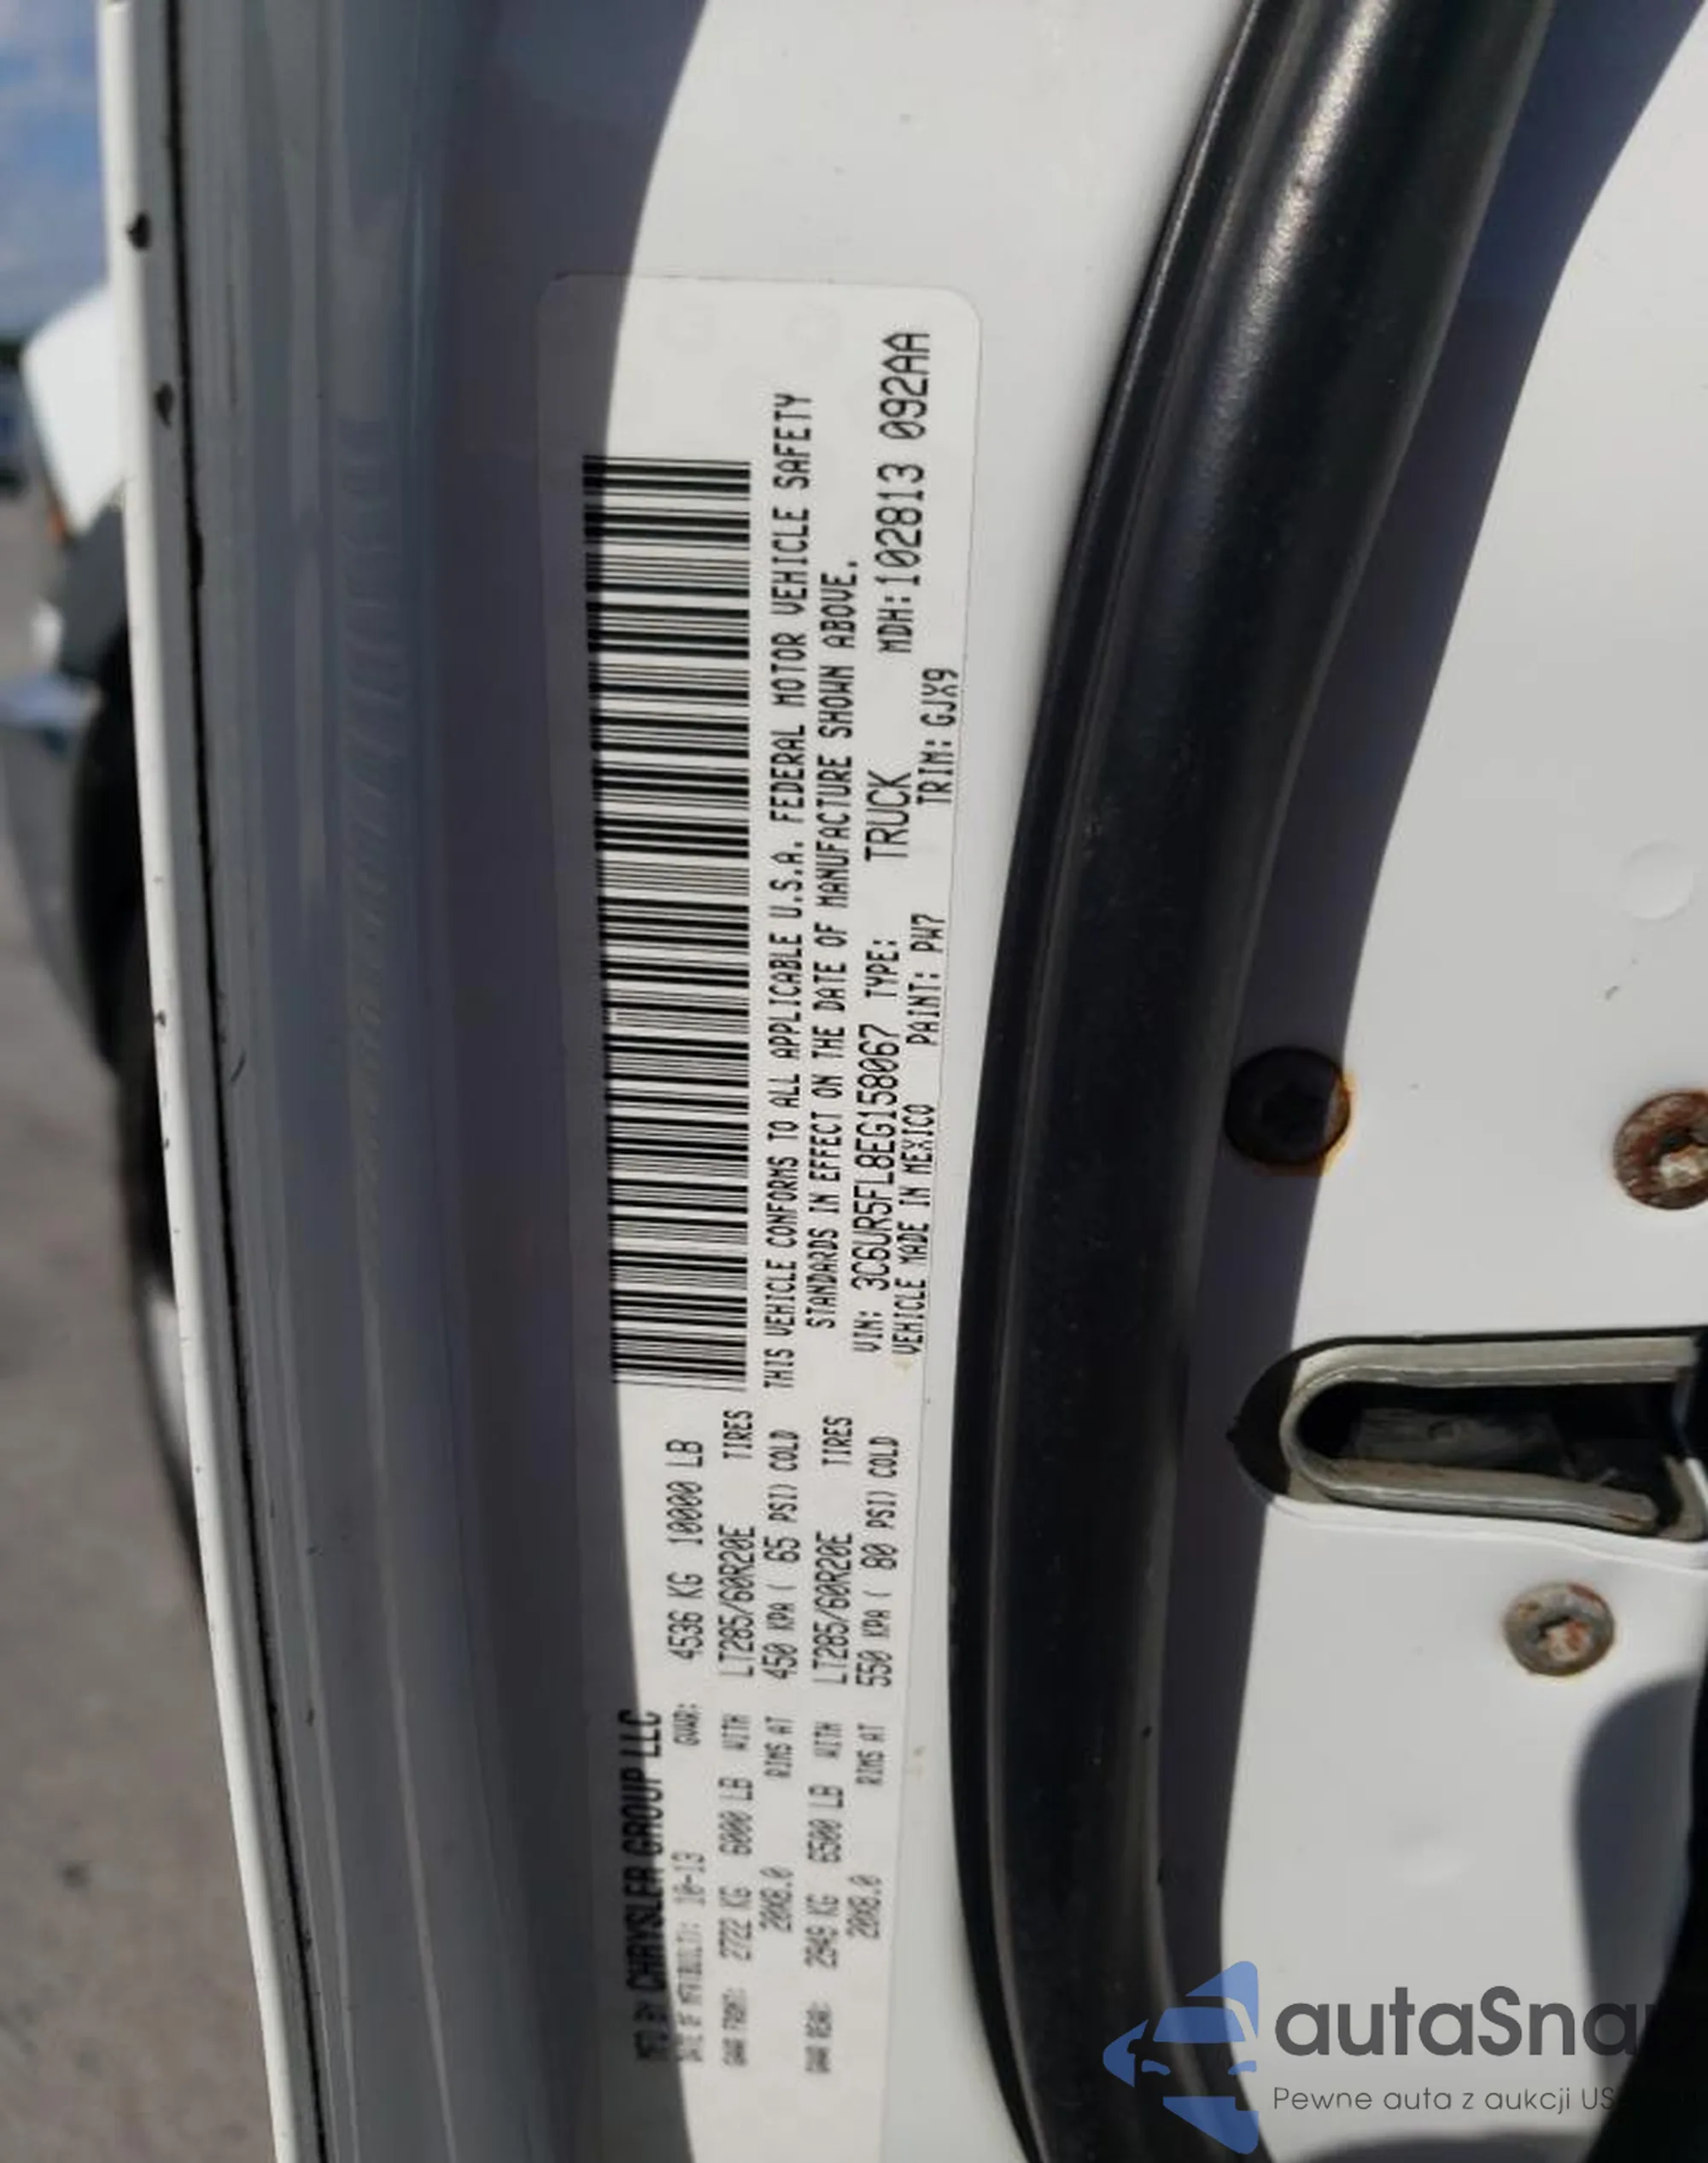 MFD BY CHRYSLER GROUP LLC
DATE OF MFR 10-13 GVWR: 4536 KG 10000 LB
GAWR FRONT: 2722 KG 6000 LB WITH LT285/60R20E TIRES
20X8.0 RIMS AT 450 KPA ( 65 PSI) COLD
GAWR REAR: 2949 KG 6500 LB WITH LT285/60R20E TIRES
20X8.0 RIMS AT 550 KPA ( 80 PSI) COLD
THIS VEHICLE CONFORMS TO ALL APPLICABLE U.S.A. FEDERAL MOTOR VEHICLE SAFETY
STANDARDS IN EFFECT ON THE DATE OF MANUFACTURE SHOWN ABOVE.
VIN: 3C6UR5FL8EG158067 TYPE: TRUCK MDH:102813 092AA
VEHICLE MADE IN MEXICO PAINT: PW7 TRIM: GJX9
autaSna
Pewne auta z aukcji US